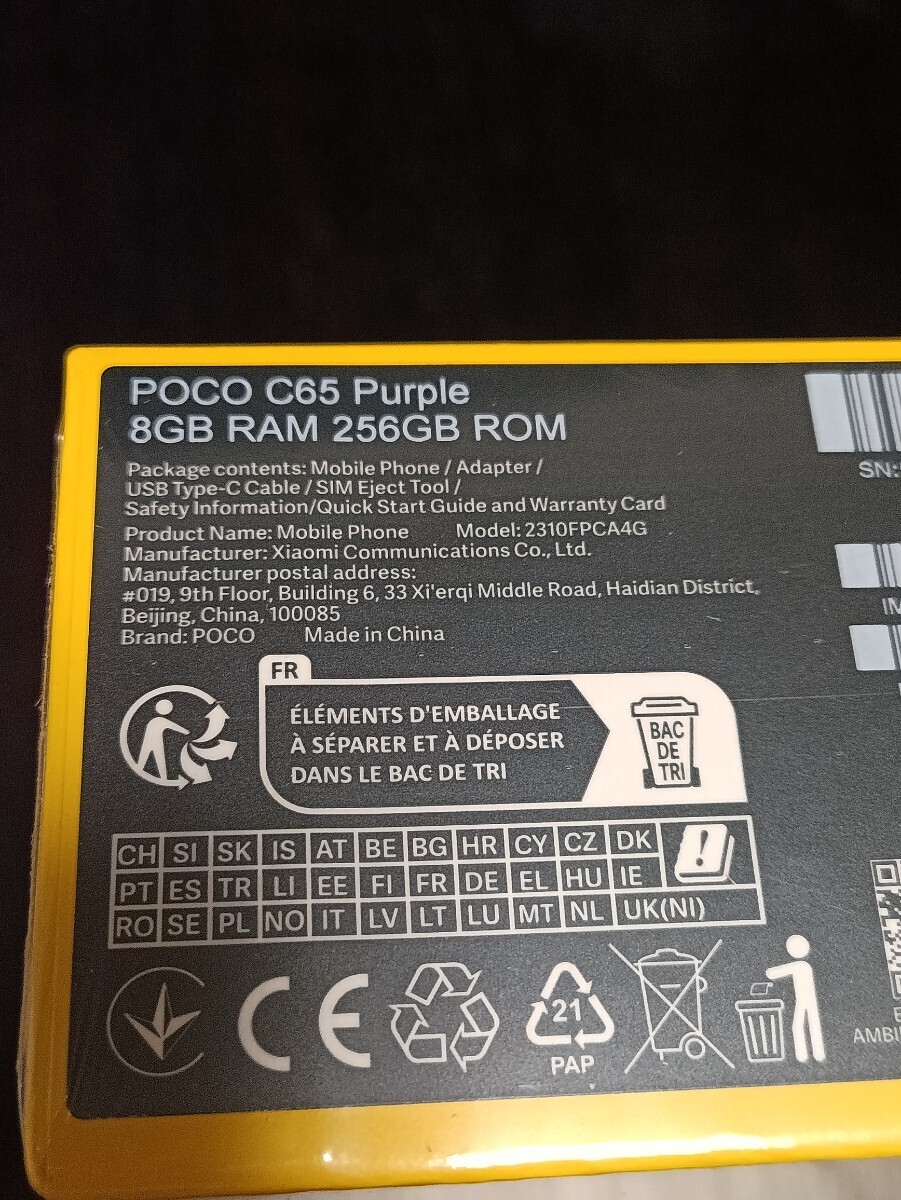 POCO C65 Purple
8GB RAM 256GB ROM
Package contents: Mobile Phone / Adapter /
USB Type-C Cable / SIM Eject Tool /
Safety Information/Quick Start Guide and Warranty Card
Product Name: Mobile Phone Model: 2310FPCA4G
Manufacturer: Xiaomi Communications Co., Ltd.
Manufacturer postal address:
#019, 9th Floor, Building 6, 33 Xi'erqi Middle Road, Haidian District,
Beijing, China, 100085
Brand: POCO Made in China
SN:
FR
ÉLÉMENTS D'EMBALLAGE
À SÉPARER ET À DÉPOSER
DANS LE BAC DE TRI
BAC
DE
TRI
CH SI SK IS AT BE BG HR CY CZ DK
PT ES TR LI EE FI FR DE EL HU IE
RO SE PL NO IT LV LT LU MT NL UK(NI)
CE
21
PAP